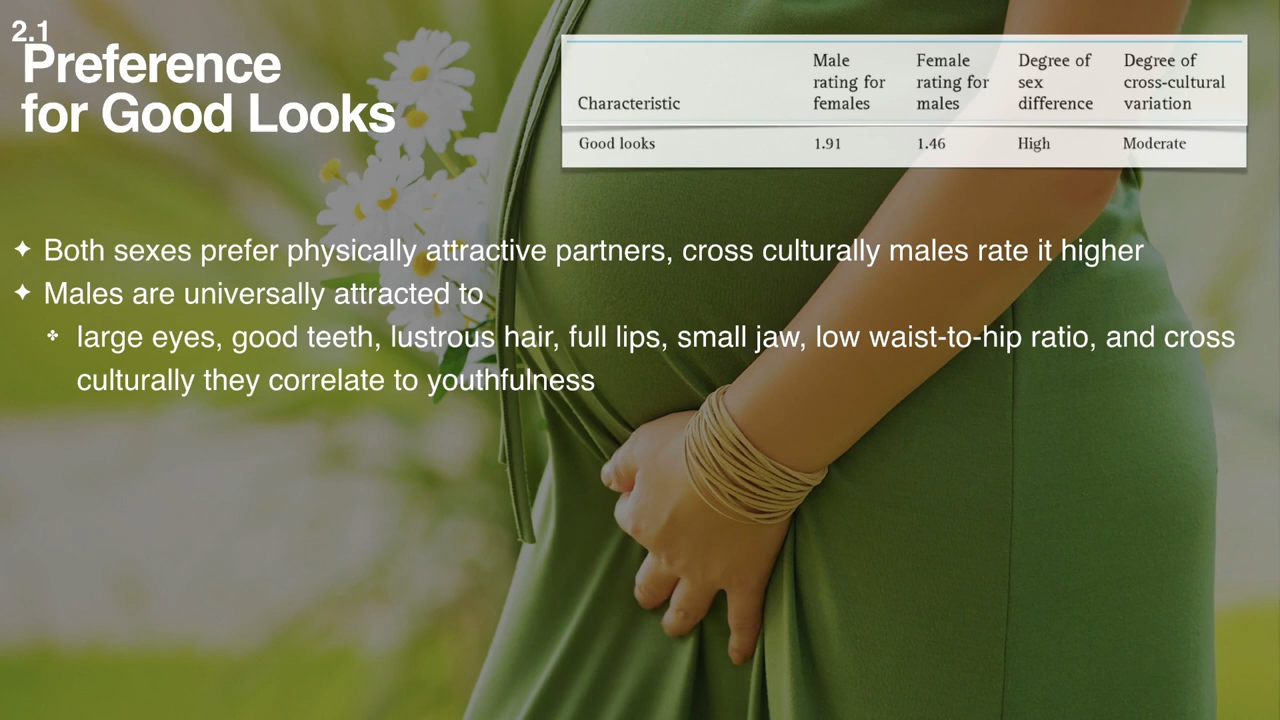 2.1
Preference
for Good Looks
Characteristic Male rating for females Female rating for males Degree of sex difference Degree of cross-cultural variation
Good looks 1.91 1.46 High Moderate
✦ Both sexes prefer physically attractive partners, cross culturally males rate it higher
✦ Males are universally attracted to
✤ large eyes, good teeth, lustrous hair, full lips, small jaw, low waist-to-hip ratio, and cross
culturally they correlate to youthfulness